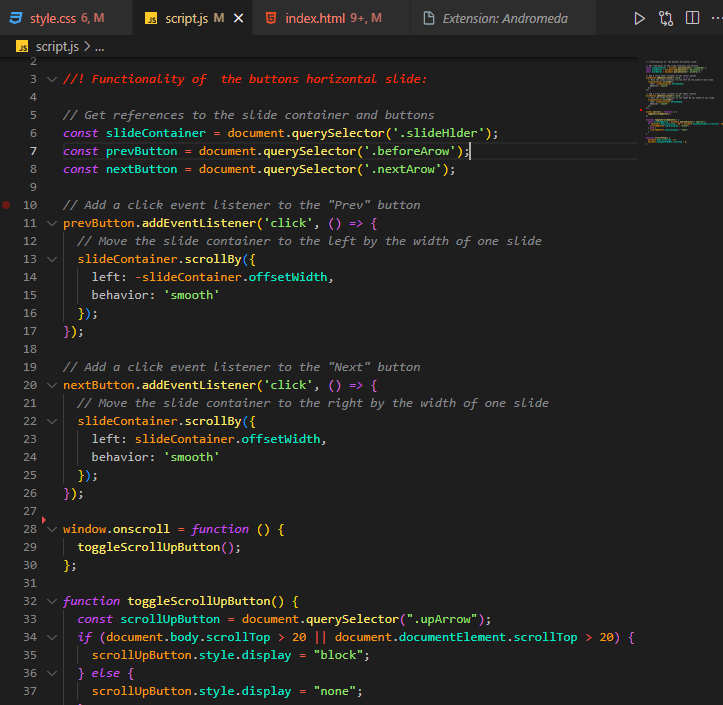 style.css 6, M
JS script.js M
index.html 9+, M
Extension: Andromeda
JS script.js > ...
2
3 //! Functionality of  the buttons horizontal slide:
4
5 // Get references to the slide container and buttons
6 const slideContainer = document.querySelector('.slideHlder');
7 const prevButton = document.querySelector('.beforeArow');
8 const nextButton = document.querySelector('.nextArow');
9
10 // Add a click event listener to the "Prev" button
11 prevButton.addEventListener('click', () => {
12   // Move the slide container to the left by the width of one slide
13   slideContainer.scrollBy({
14     left: -slideContainer.offsetWidth,
15     behavior: 'smooth'
16   });
17 });
18
19 // Add a click event listener to the "Next" button
20 nextButton.addEventListener('click', () => {
21   // Move the slide container to the right by the width of one slide
22   slideContainer.scrollBy({
23     left: slideContainer.offsetWidth,
24     behavior: 'smooth'
25   });
26 });
27
28 window.onscroll = function () {
29   toggleScrollUpButton();
30 };
31
32 function toggleScrollUpButton() {
33   const scrollUpButton = document.querySelector(".upArrow");
34   if (document.body.scrollTop > 20 || document.documentElement.scrollTop > 20) {
35     scrollUpButton.style.display = "block";
36   } else {
37     scrollUpButton.style.display = "none";